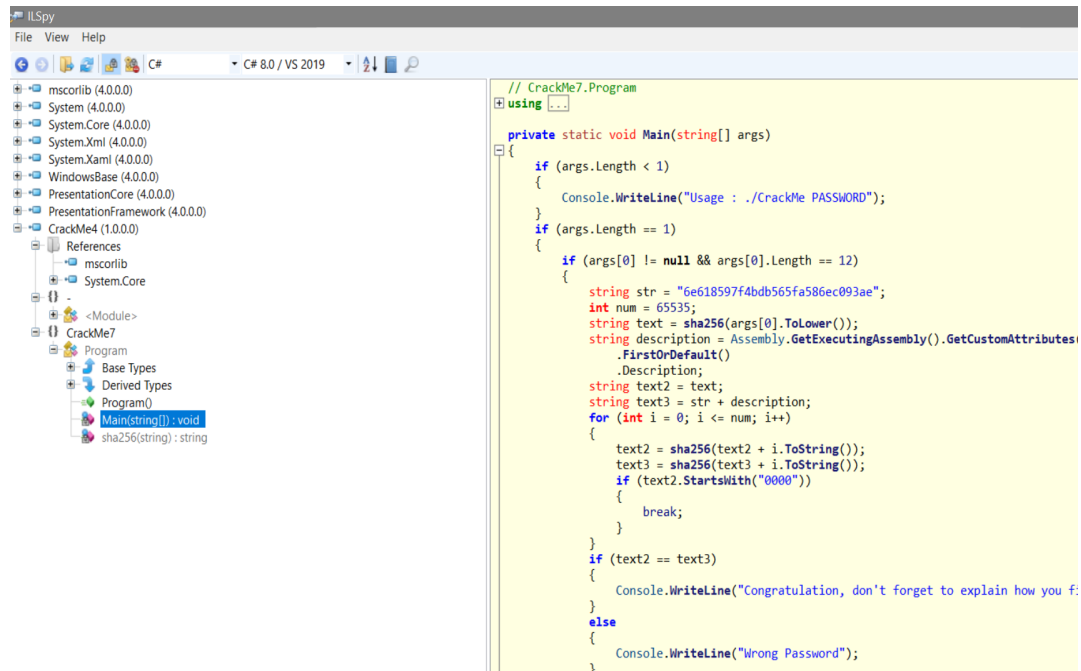 ILSpy
File View Help
C# C# 8.0 / VS 2019
mscorlib (4.0.0.0)
System (4.0.0.0)
System.Core (4.0.0.0)
System.Xml (4.0.0.0)
System.Xaml (4.0.0.0)
WindowsBase (4.0.0.0)
PresentationCore (4.0.0.0)
PresentationFramework (4.0.0.0)
CrackMe4 (1.0.0.0)
References
mscorlib
System.Core
{} -
<Module>
{} CrackMe7
Program
Base Types
Derived Types
Program()
Main(string[]) : void
sha256(string) : string
// CrackMe7.Program
using ...
private static void Main(string[] args)
{
if (args.Length < 1)
{
Console.WriteLine("Usage : ./CrackMe PASSWORD");
}
if (args.Length == 1)
{
if (args[0] != null && args[0].Length == 12)
{
string str = "6e618597f4bdb565fa586ec093ae";
int num = 65535;
string text = sha256(args[0].ToLower());
string description = Assembly.GetExecutingAssembly().GetCustomAttributes(
.FirstOrDefault()
.Description;
string text2 = text;
string text3 = str + description;
for (int i = 0; i <= num; i++)
{
text2 = sha256(text2 + i.ToString());
text3 = sha256(text3 + i.ToString());
if (text2.StartsWith("0000"))
{
break;
}
}
if (text2 == text3)
{
Console.WriteLine("Congratulation, don't forget to explain how you fi
}
else
{
Console.WriteLine("Wrong Password");
}